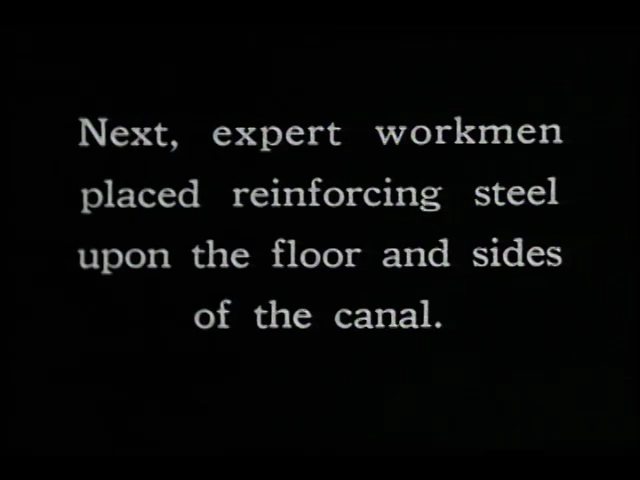 Next, expert workmen
placed reinforcing steel
upon the floor and sides
of the canal.